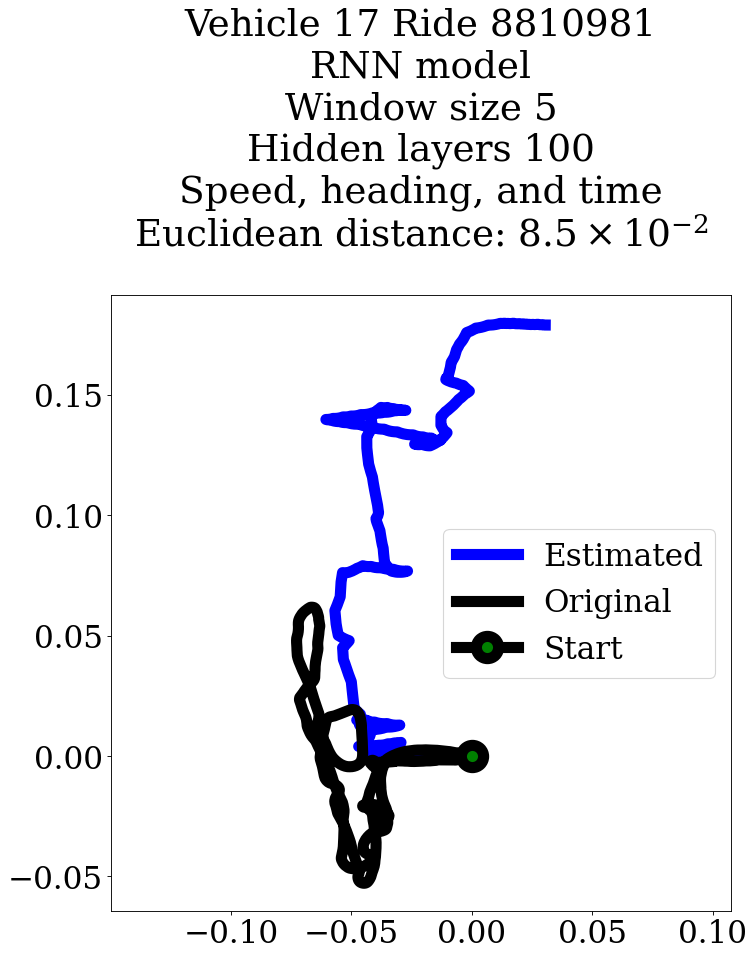 Vehicle 17 Ride 8810981
RNN model
Window size 5
Hidden layers 100
Speed, heading, and time
Euclidean distance: 8.5 × 10⁻²
0.15
0.10
0.05
0.00
−0.05
Estimated
Original
Start
−0.10 −0.05 0.00 0.05 0.10